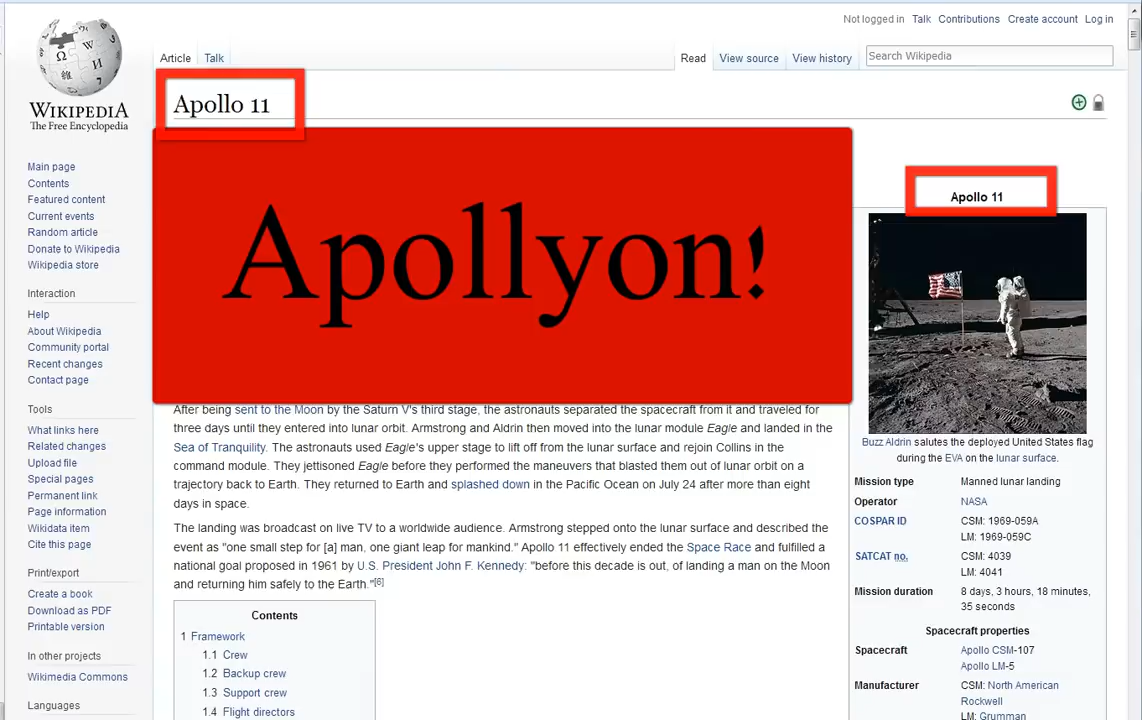 Not logged in Talk Contributions Create account Log in
Article Talk Read View source View history Search Wikipedia
WIKIPEDIA
The Free Encyclopedia
Main page
Contents
Featured content
Current events
Random article
Donate to Wikipedia
Wikipedia store
Interaction
Help
About Wikipedia
Community portal
Recent changes
Contact page
Tools
What links here
Related changes
Upload file
Special pages
Permanent link
Page information
Wikidata item
Cite this page
Print/export
Create a book
Download as PDF
Printable version
In other projects
Wikimedia Commons
Languages
Apollo 11
Apollyon!
After being sent to the Moon by the Saturn V's third stage, the astronauts separated the spacecraft from it and traveled for
three days until they entered into lunar orbit. Armstrong and Aldrin then moved into the lunar module Eagle and landed in the
Sea of Tranquility. The astronauts used Eagle's upper stage to lift off from the lunar surface and rejoin Collins in the
command module. They jettisoned Eagle before they performed the maneuvers that blasted them out of lunar orbit on a
trajectory back to Earth. They returned to Earth and splashed down in the Pacific Ocean on July 24 after more than eight
days in space.
The landing was broadcast on live TV to a worldwide audience. Armstrong stepped onto the lunar surface and described the
event as "one small step for [a] man, one giant leap for mankind." Apollo 11 effectively ended the Space Race and fulfilled a
national goal proposed in 1961 by U.S. President John F. Kennedy: "before this decade is out, of landing a man on the Moon
and returning him safely to the Earth."[6]
Contents
1 Framework
1.1 Crew
1.2 Backup crew
1.3 Support crew
1.4 Flight directors
Apollo 11
Buzz Aldrin salutes the deployed United States flag
during the EVA on the lunar surface.
Mission type Manned lunar landing
Operator NASA
COSPAR ID CSM: 1969-059A
LM: 1969-059C
SATCAT no. CSM: 4039
LM: 4041
Mission duration 8 days, 3 hours, 18 minutes,
35 seconds
Spacecraft properties
Spacecraft Apollo CSM-107
Apollo LM-5
Manufacturer CSM: North American
Rockwell
LM: Grumman